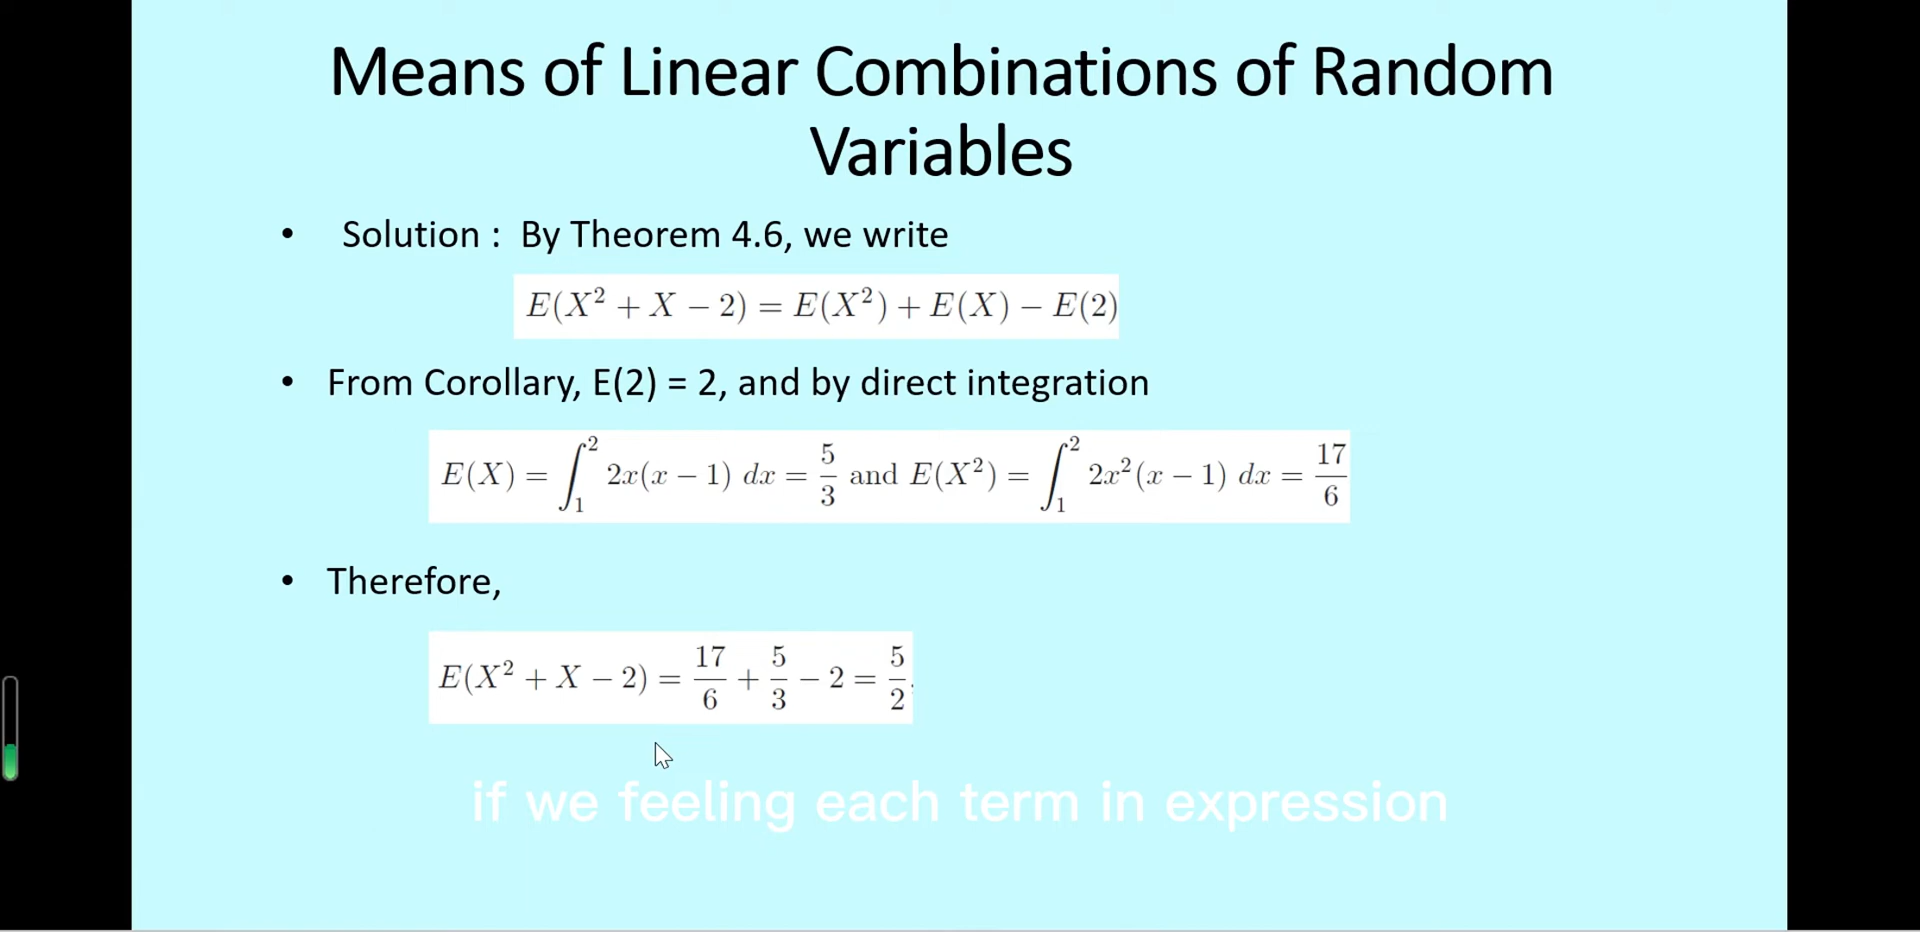 Means of Linear Combinations of Random
Variables
• Solution : By Theorem 4.6, we write
E(X² + X − 2) = E(X²) + E(X) − E(2)
• From Corollary, E(2) = 2, and by direct integration
E(X) = ∫₁² 2x(x − 1) dx = 5/3 and E(X²) = ∫₁² 2x²(x − 1) dx = 17/6
• Therefore,
E(X² + X − 2) = 17/6 + 5/3 − 2 = 5/2.
if we feeling each term in expression